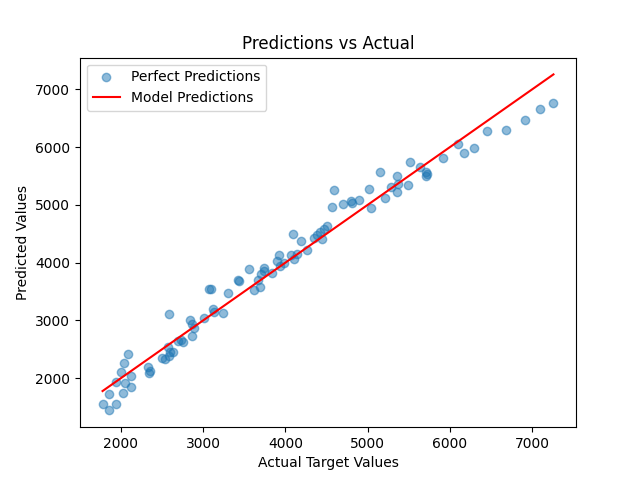 Predictions vs Actual
Perfect Predictions
Model Predictions
Predicted Values
7000
6000
5000
4000
3000
2000
2000 3000 4000 5000 6000 7000
Actual Target Values